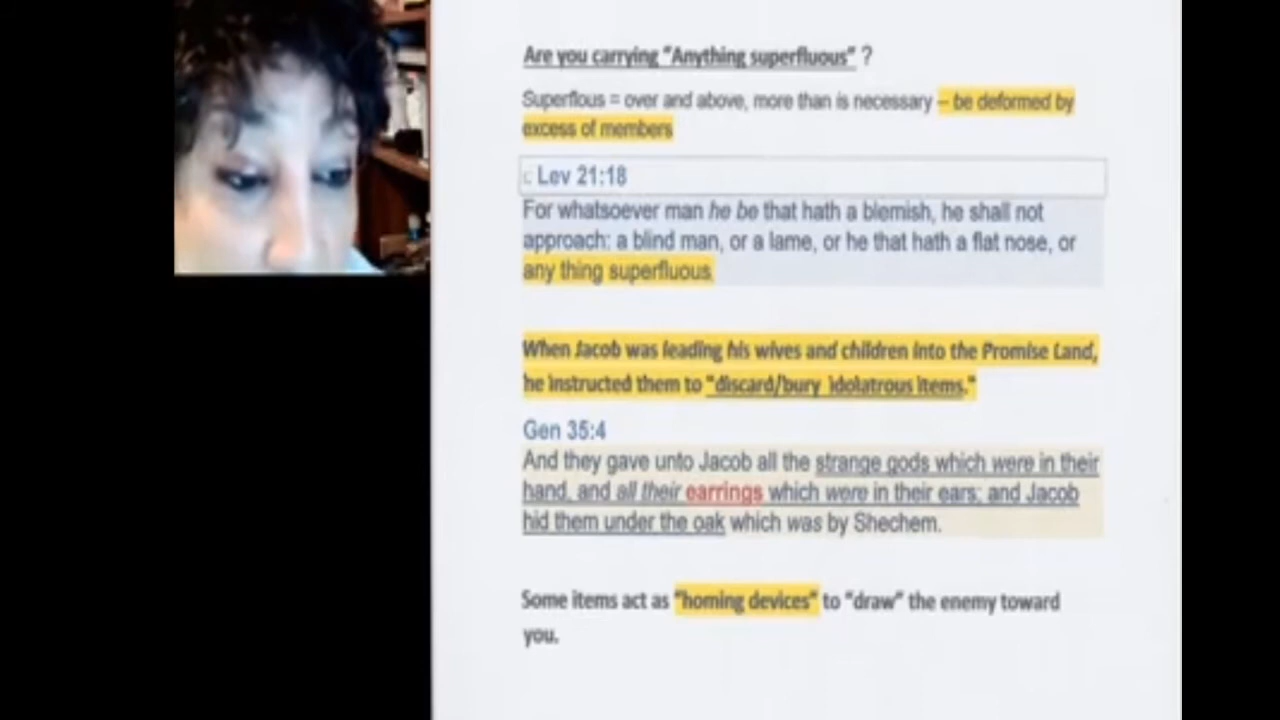 Are you carrying "Anything superfluous" ?
Superflous = over and above, more than is necessary – be deformed by
excess of members
c Lev 21:18
For whatsoever man he be that hath a blemish, he shall not
approach: a blind man, or a lame, or he that hath a flat nose, or
any thing superfluous,
When Jacob was leading his wives and children into the Promise Land,
he instructed them to "discard/bury idolatrous items."
Gen 35:4
And they gave unto Jacob all the strange gods which were in their
hand, and all their earrings which were in their ears; and Jacob
hid them under the oak which was by Shechem.
Some items act as "homing devices" to "draw" the enemy toward
you.